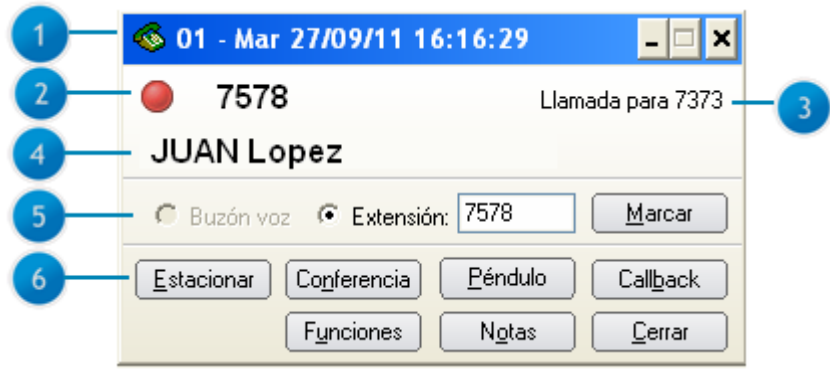 1 01 - Mar 27/09/11 16:16:29
2 7578 Llamada para 7373 3
4 JUAN Lopez
5 Buzón voz Extensión: 7578 Marcar
6 Estacionar Conferencia Péndulo Callback
Funciones Notas Cerrar